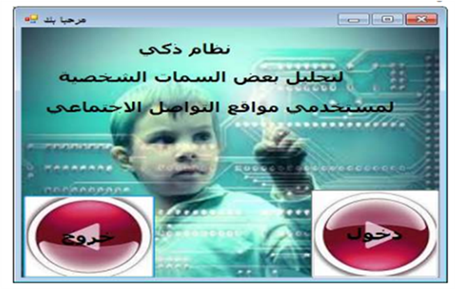 مرحبا بك
نظام ذكي
لتحليل بعض السمات الشخصية
لمستخدمي مواقع التواصل الاجتماعي
دخول
خروج